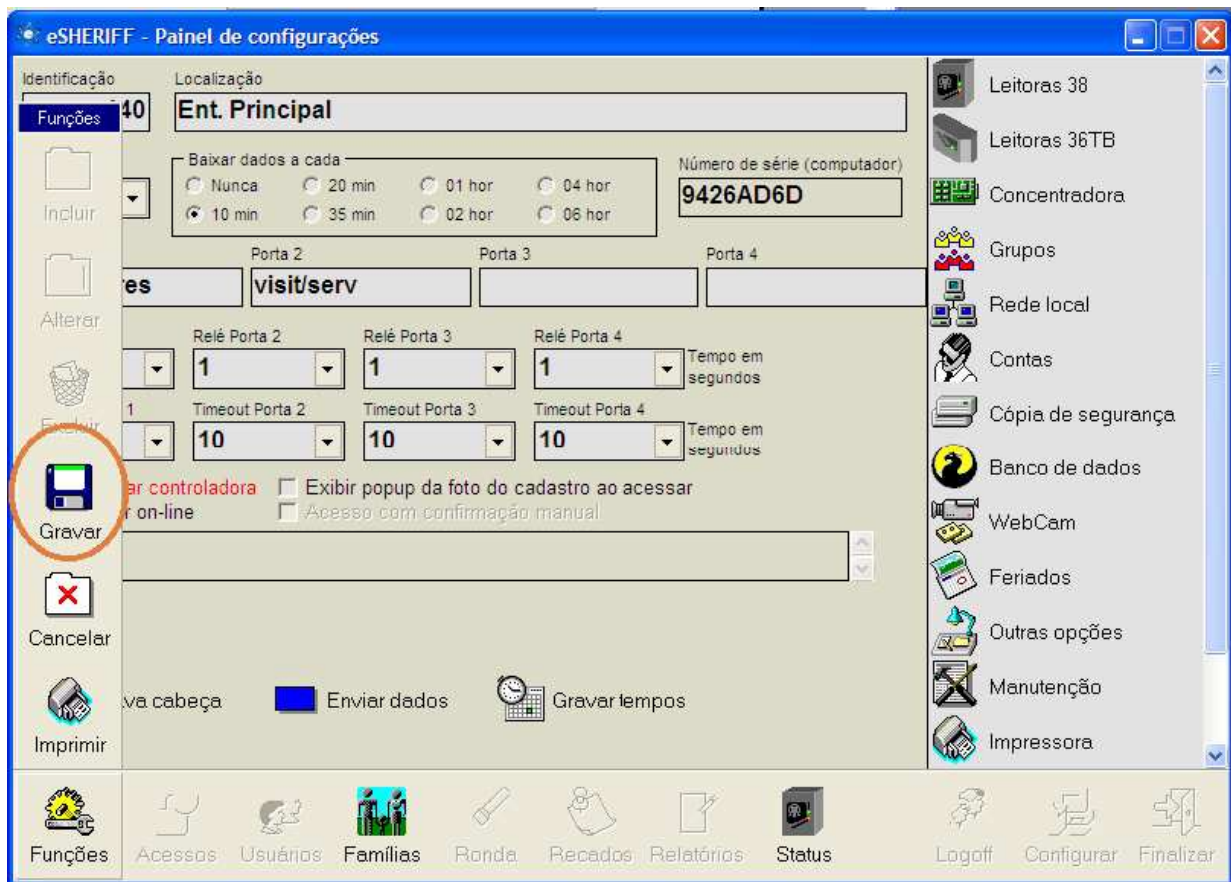 eSHERIFF - Painel de configurações
Identificação Localização
40 Ent. Principal
Funções
Baixar dados a cada
Nunca 20 min 01 hor 04 hor
10 min 35 min 02 hor 06 hor
Número de série (computador)
9426AD6D
Incluir
Porta 2 Porta 3 Porta 4
es visit/serv
Alterar
Relé Porta 2 Relé Porta 3 Relé Porta 4
1 1 1 Tempo em
segundos
Excluir
1 Timeout Porta 2 Timeout Porta 3 Timeout Porta 4
10 10 10 Tempo em
segundos
ar controladora Exibir popup da foto do cadastro ao acessar
r on-line Acesso com confirmação manual
Gravar
Cancelar
va cabeça Enviar dados Gravar tempos
Imprimir
Leitoras 38
Leitoras 36TB
Concentradora
Grupos
Rede local
Contas
Cópia de segurança
Banco de dados
WebCam
Feriados
Outras opções
Manutenção
Impressora
Funções Acessos Usuários Famílias Ronda Recados Relatórios Status Logoff Configurar Finalizar